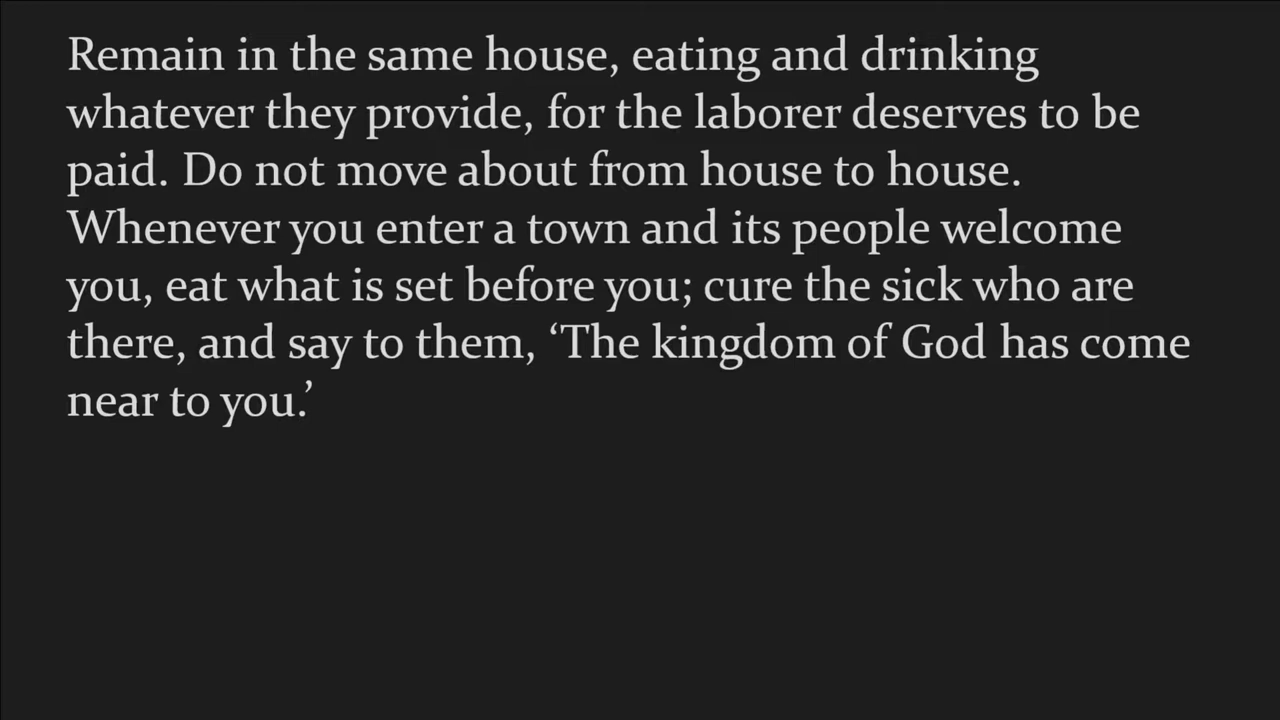 Remain in the same house, eating and drinking
whatever they provide, for the laborer deserves to be
paid. Do not move about from house to house.
Whenever you enter a town and its people welcome
you, eat what is set before you; cure the sick who are
there, and say to them, ‘The kingdom of God has come
near to you.’